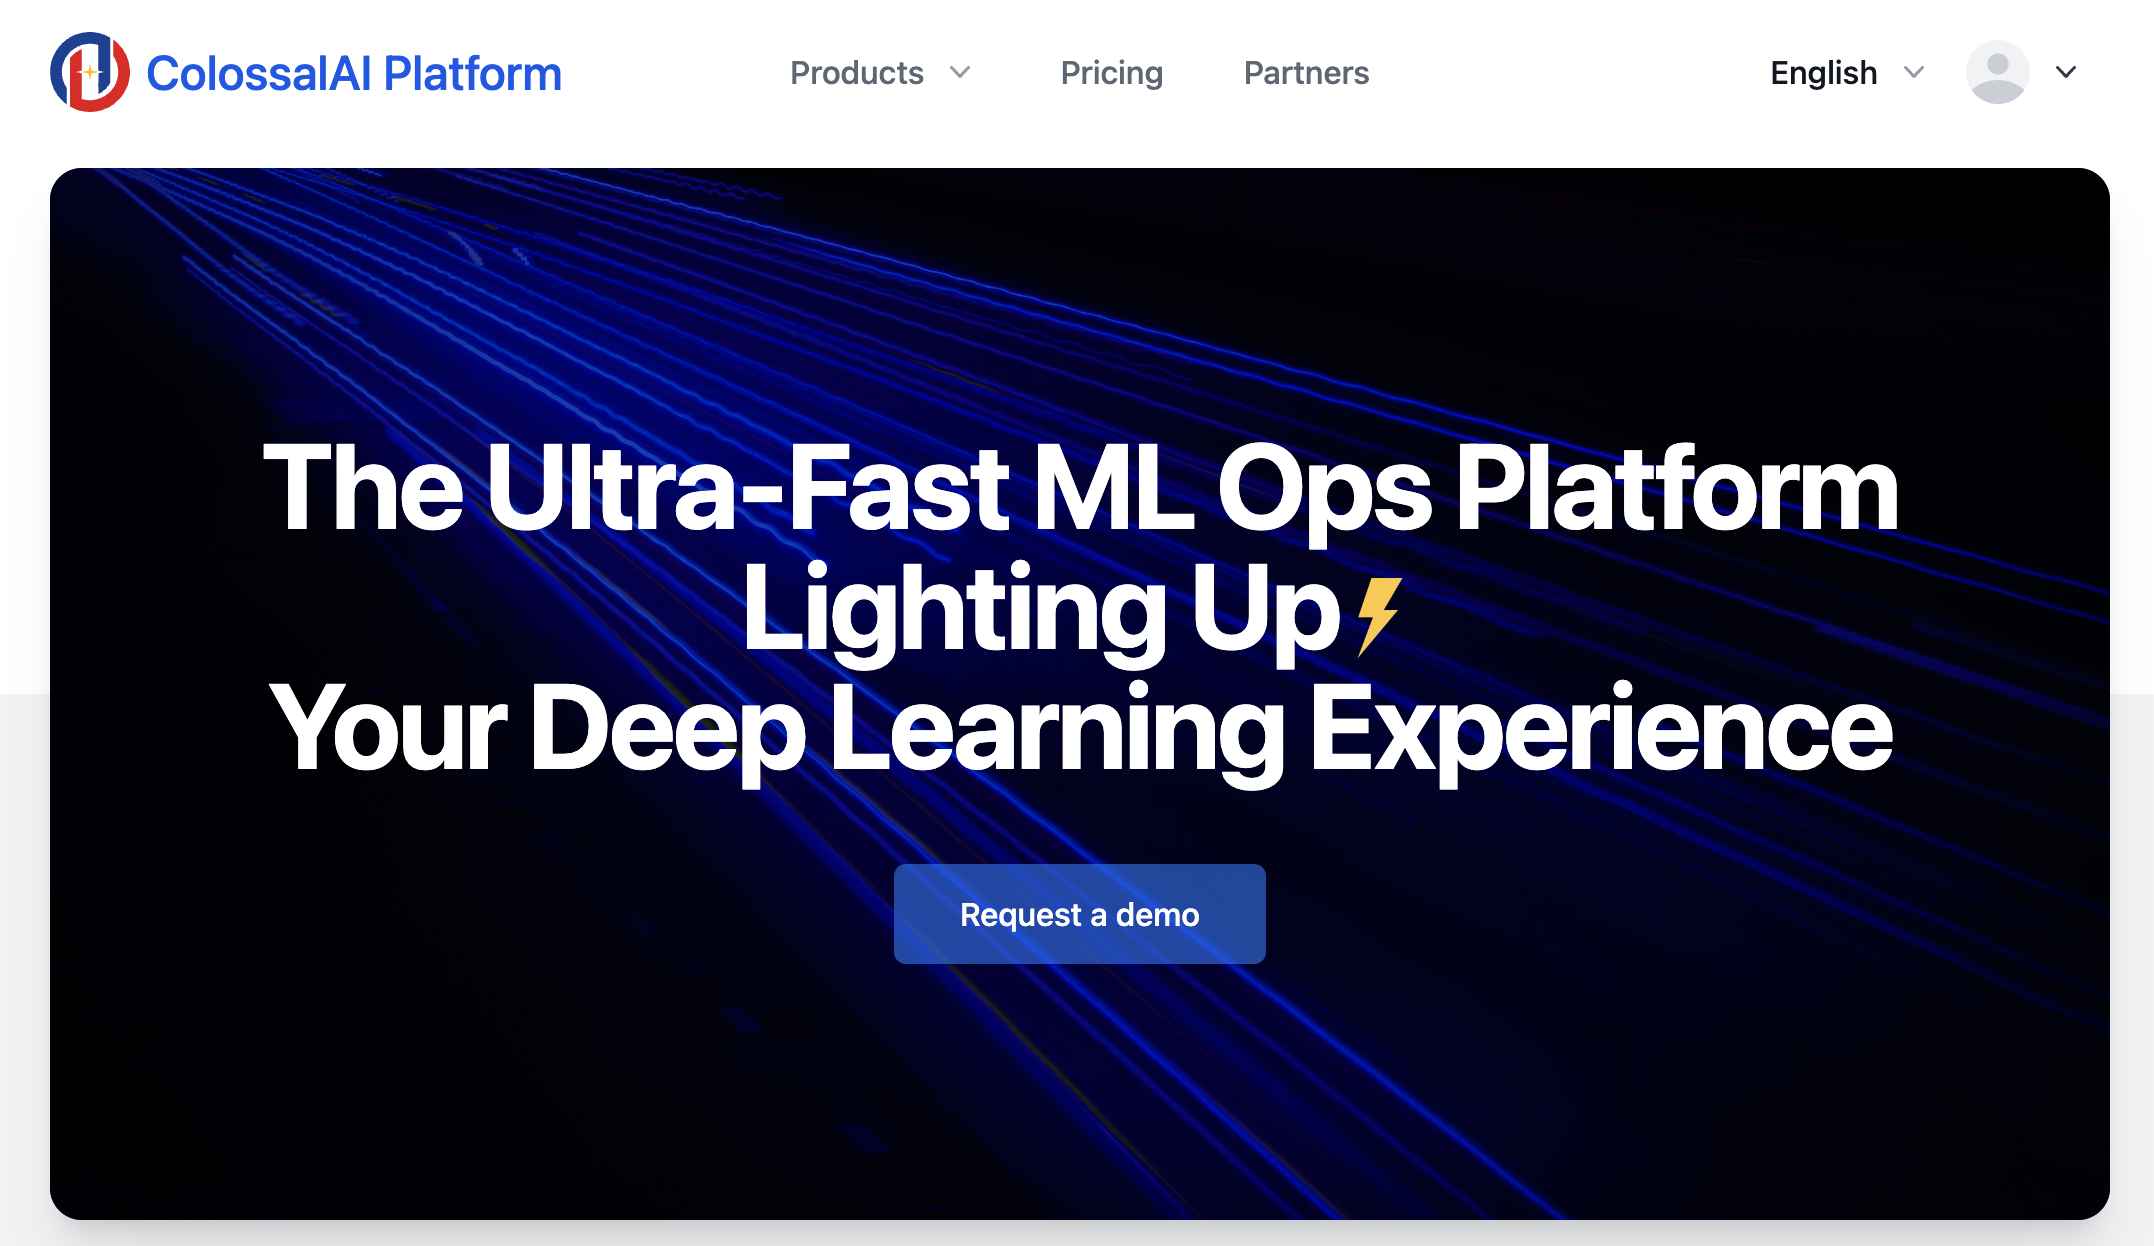 ColossalAI Platform
Products
Pricing
Partners
English
The Ultra-Fast ML Ops Platform
Lighting Up⚡
Your Deep Learning Experience
Request a demo